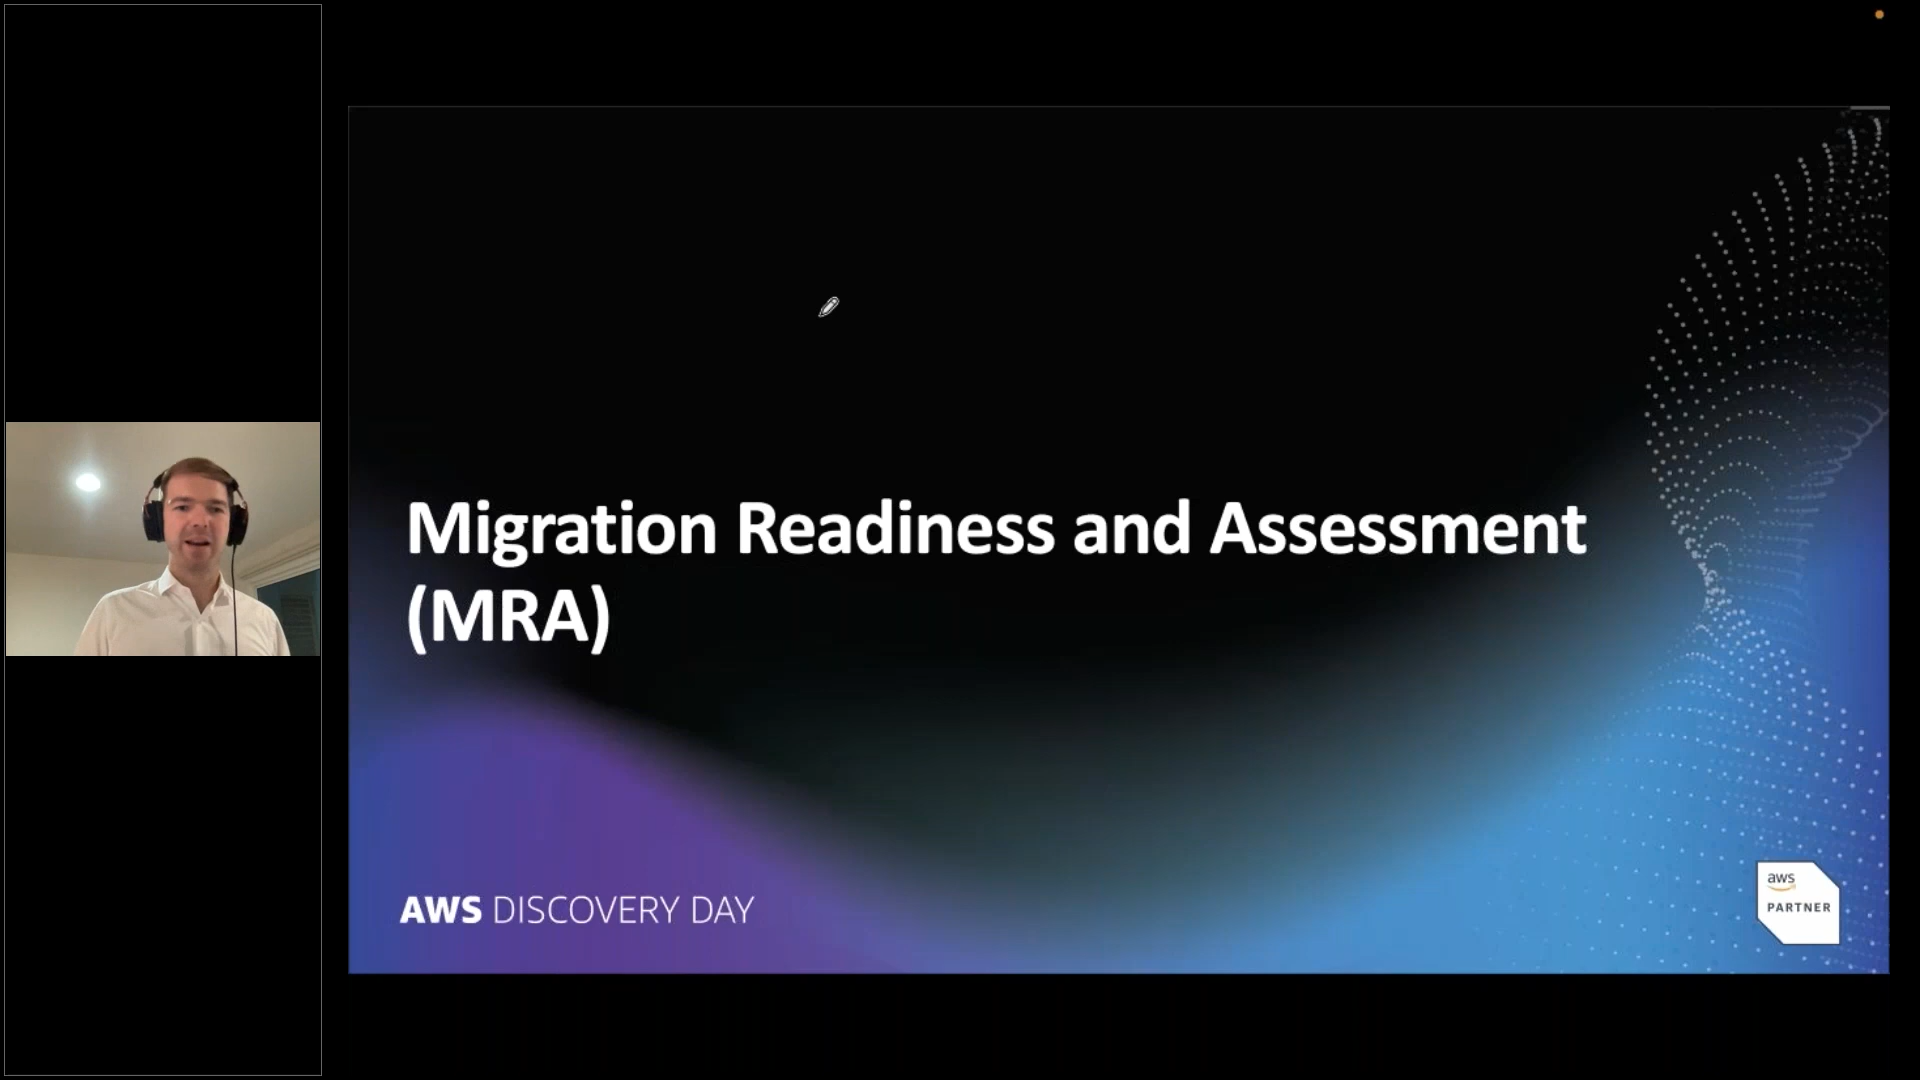 Migration Readiness and Assessment
(MRA)
AWS DISCOVERY DAY
aws
PARTNER